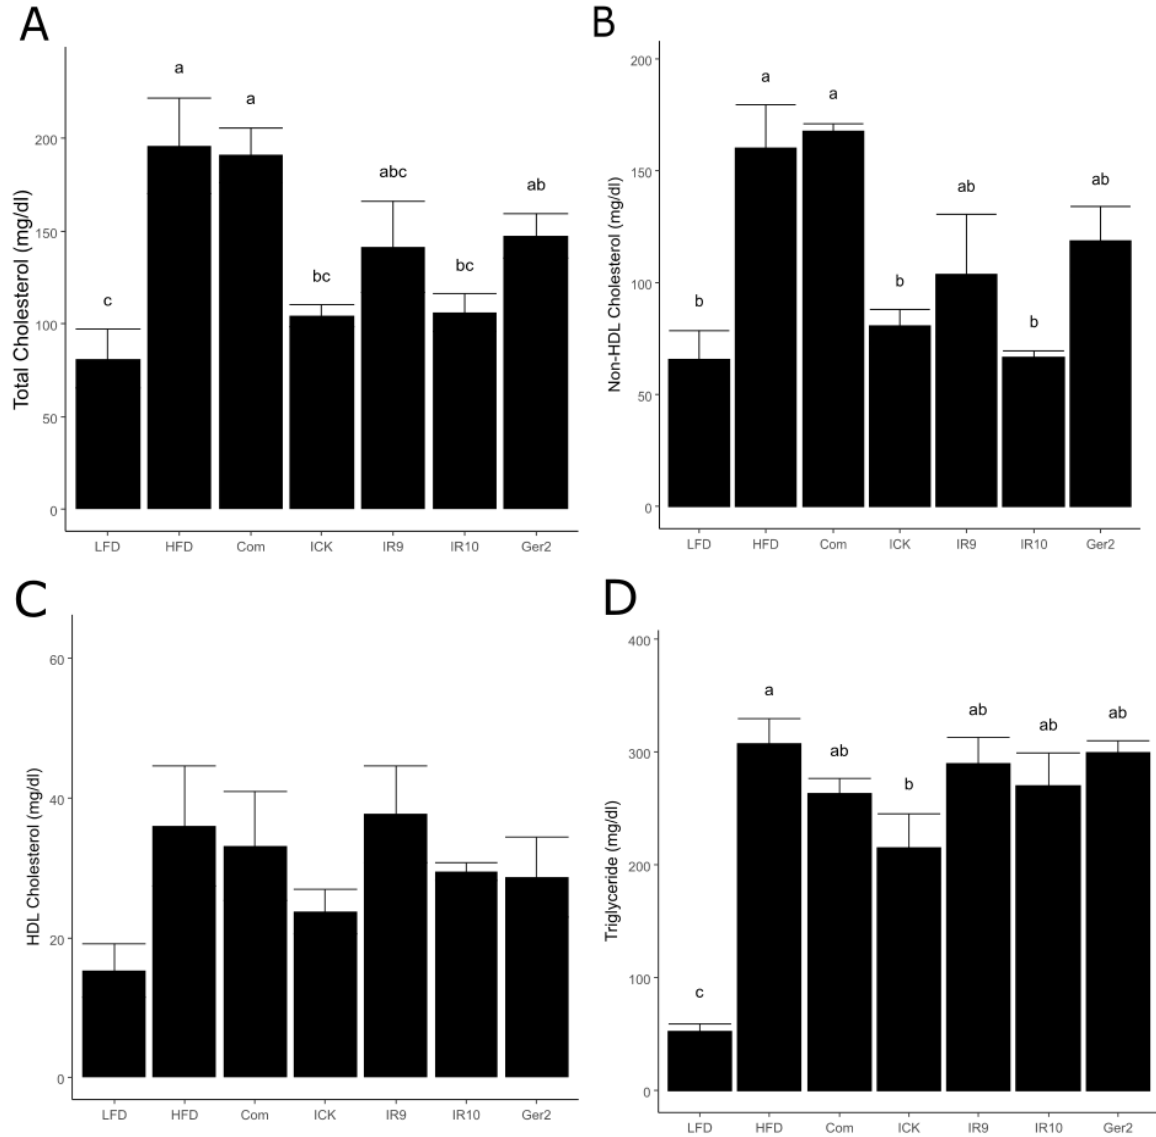 A
Total Cholesterol (mg/dl)
200
150
100
50
0
c
a
a
bc
abc
bc
ab
LFD HFD Com ICK IR9 IR10 Ger2
B
Non-HDL Cholesterol (mg/dl)
200
150
100
50
0
b
a
a
b
ab
b
ab
LFD HFD Com ICK IR9 IR10 Ger2
C
HDL Cholesterol (mg/dl)
60
40
20
0
LFD HFD Com ICK IR9 IR10 Ger2
D
Triglyceride (mg/dl)
400
300
200
100
0
c
a
ab
b
ab
ab
ab
LFD HFD Com ICK IR9 IR10 Ger2